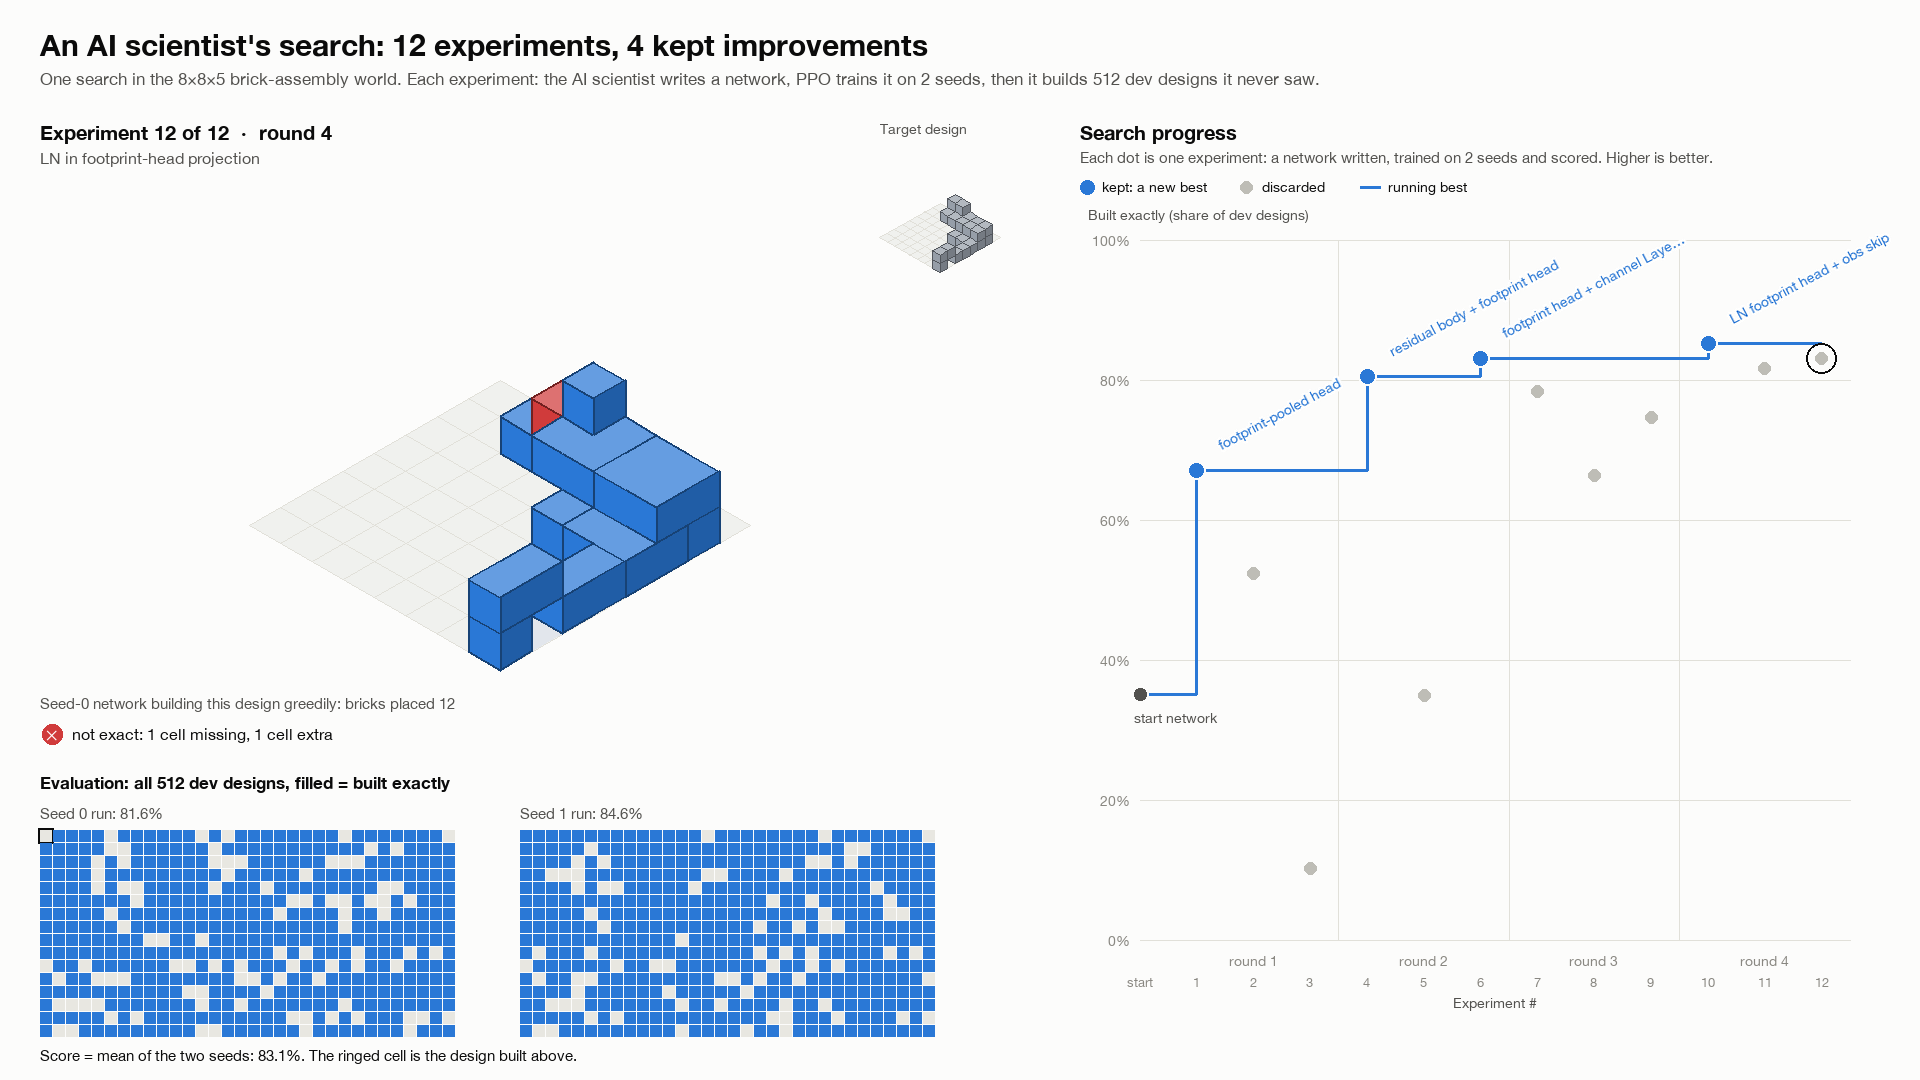 An AI scientist's search: 12 experiments, 4 kept improvements
One search in the 8×8×5 brick-assembly world. Each experiment: the AI scientist writes a network, PPO trains it on 2 seeds, then it builds 512 dev designs it never saw.
Experiment 12 of 12 · round 4
LN in footprint-head projection
Target design
Seed-0 network building this design greedily: bricks placed 12
not exact: 1 cell missing, 1 cell extra
Evaluation: all 512 dev designs, filled = built exactly
Seed 0 run: 81.6%
Seed 1 run: 84.6%
Score = mean of the two seeds: 83.1%. The ringed cell is the design built above.
Search progress
Each dot is one experiment: a network written, trained on 2 seeds and scored. Higher is better.
kept: a new best
discarded
running best
Built exactly (share of dev designs)
100%
80%
60%
40%
20%
0%
start network
footprint-pooled head
residual body + footprint head
footprint head + channel Laye…
LN footprint head + obs skip
round 1
round 2
round 3
round 4
start 1 2 3 4 5 6 7 8 9 10 11 12
Experiment #